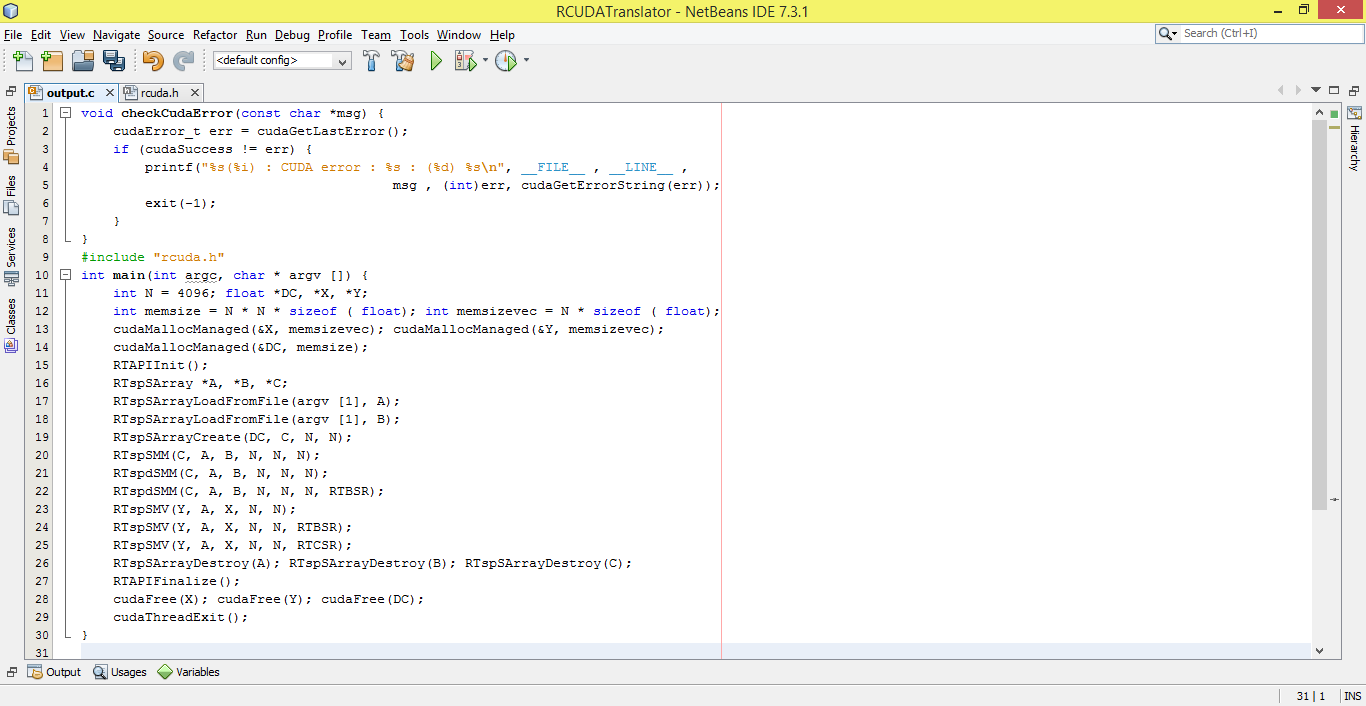 RCUDATranslator - NetBeans IDE 7.3.1
File Edit View Navigate Source Refactor Run Debug Profile Team Tools Window Help
Search (Ctrl+I)
<default config>
output.c rcuda.h
Projects
Files
Services
Classes
Hierarchy
1 void checkCudaError(const char *msg) {
2 cudaError_t err = cudaGetLastError();
3 if (cudaSuccess != err) {
4 printf("%s(%i) : CUDA error : %s : (%d) %s\n", __FILE__ , __LINE__ ,
5 msg , (int)err, cudaGetErrorString(err));
6 exit(-1);
7 }
8 }
9 #include "rcuda.h"
10 int main(int argc, char * argv []) {
11 int N = 4096; float *DC, *X, *Y;
12 int memsize = N * N * sizeof ( float); int memsizevec = N * sizeof ( float);
13 cudaMallocManaged(&X, memsizevec); cudaMallocManaged(&Y, memsizevec);
14 cudaMallocManaged(&DC, memsize);
15 RTAPIInit();
16 RTspSArray *A, *B, *C;
17 RTspSArrayLoadFromFile(argv [1], A);
18 RTspSArrayLoadFromFile(argv [1], B);
19 RTspSArrayCreate(DC, C, N, N);
20 RTspSMM(C, A, B, N, N, N);
21 RTspdSMM(C, A, B, N, N, N);
22 RTspdSMM(C, A, B, N, N, N, RTBSR);
23 RTspSMV(Y, A, X, N, N);
24 RTspSMV(Y, A, X, N, N, RTBSR);
25 RTspSMV(Y, A, X, N, N, RTCSR);
26 RTspSArrayDestroy(A); RTspSArrayDestroy(B); RTspSArrayDestroy(C);
27 RTAPIFinalize();
28 cudaFree(X); cudaFree(Y); cudaFree(DC);
29 cudaThreadExit();
30 }
31
Output Usages Variables
31 | 1 INS